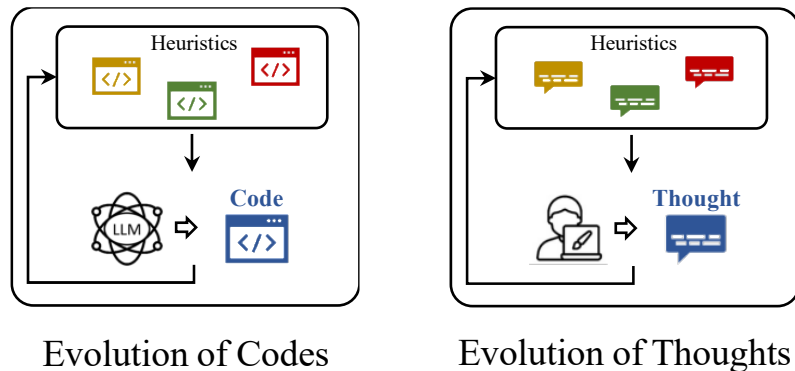 Heuristics
</>
</>
</>
Code
LLM
</>
Evolution of Codes
Heuristics
Thought
Evolution of Thoughts